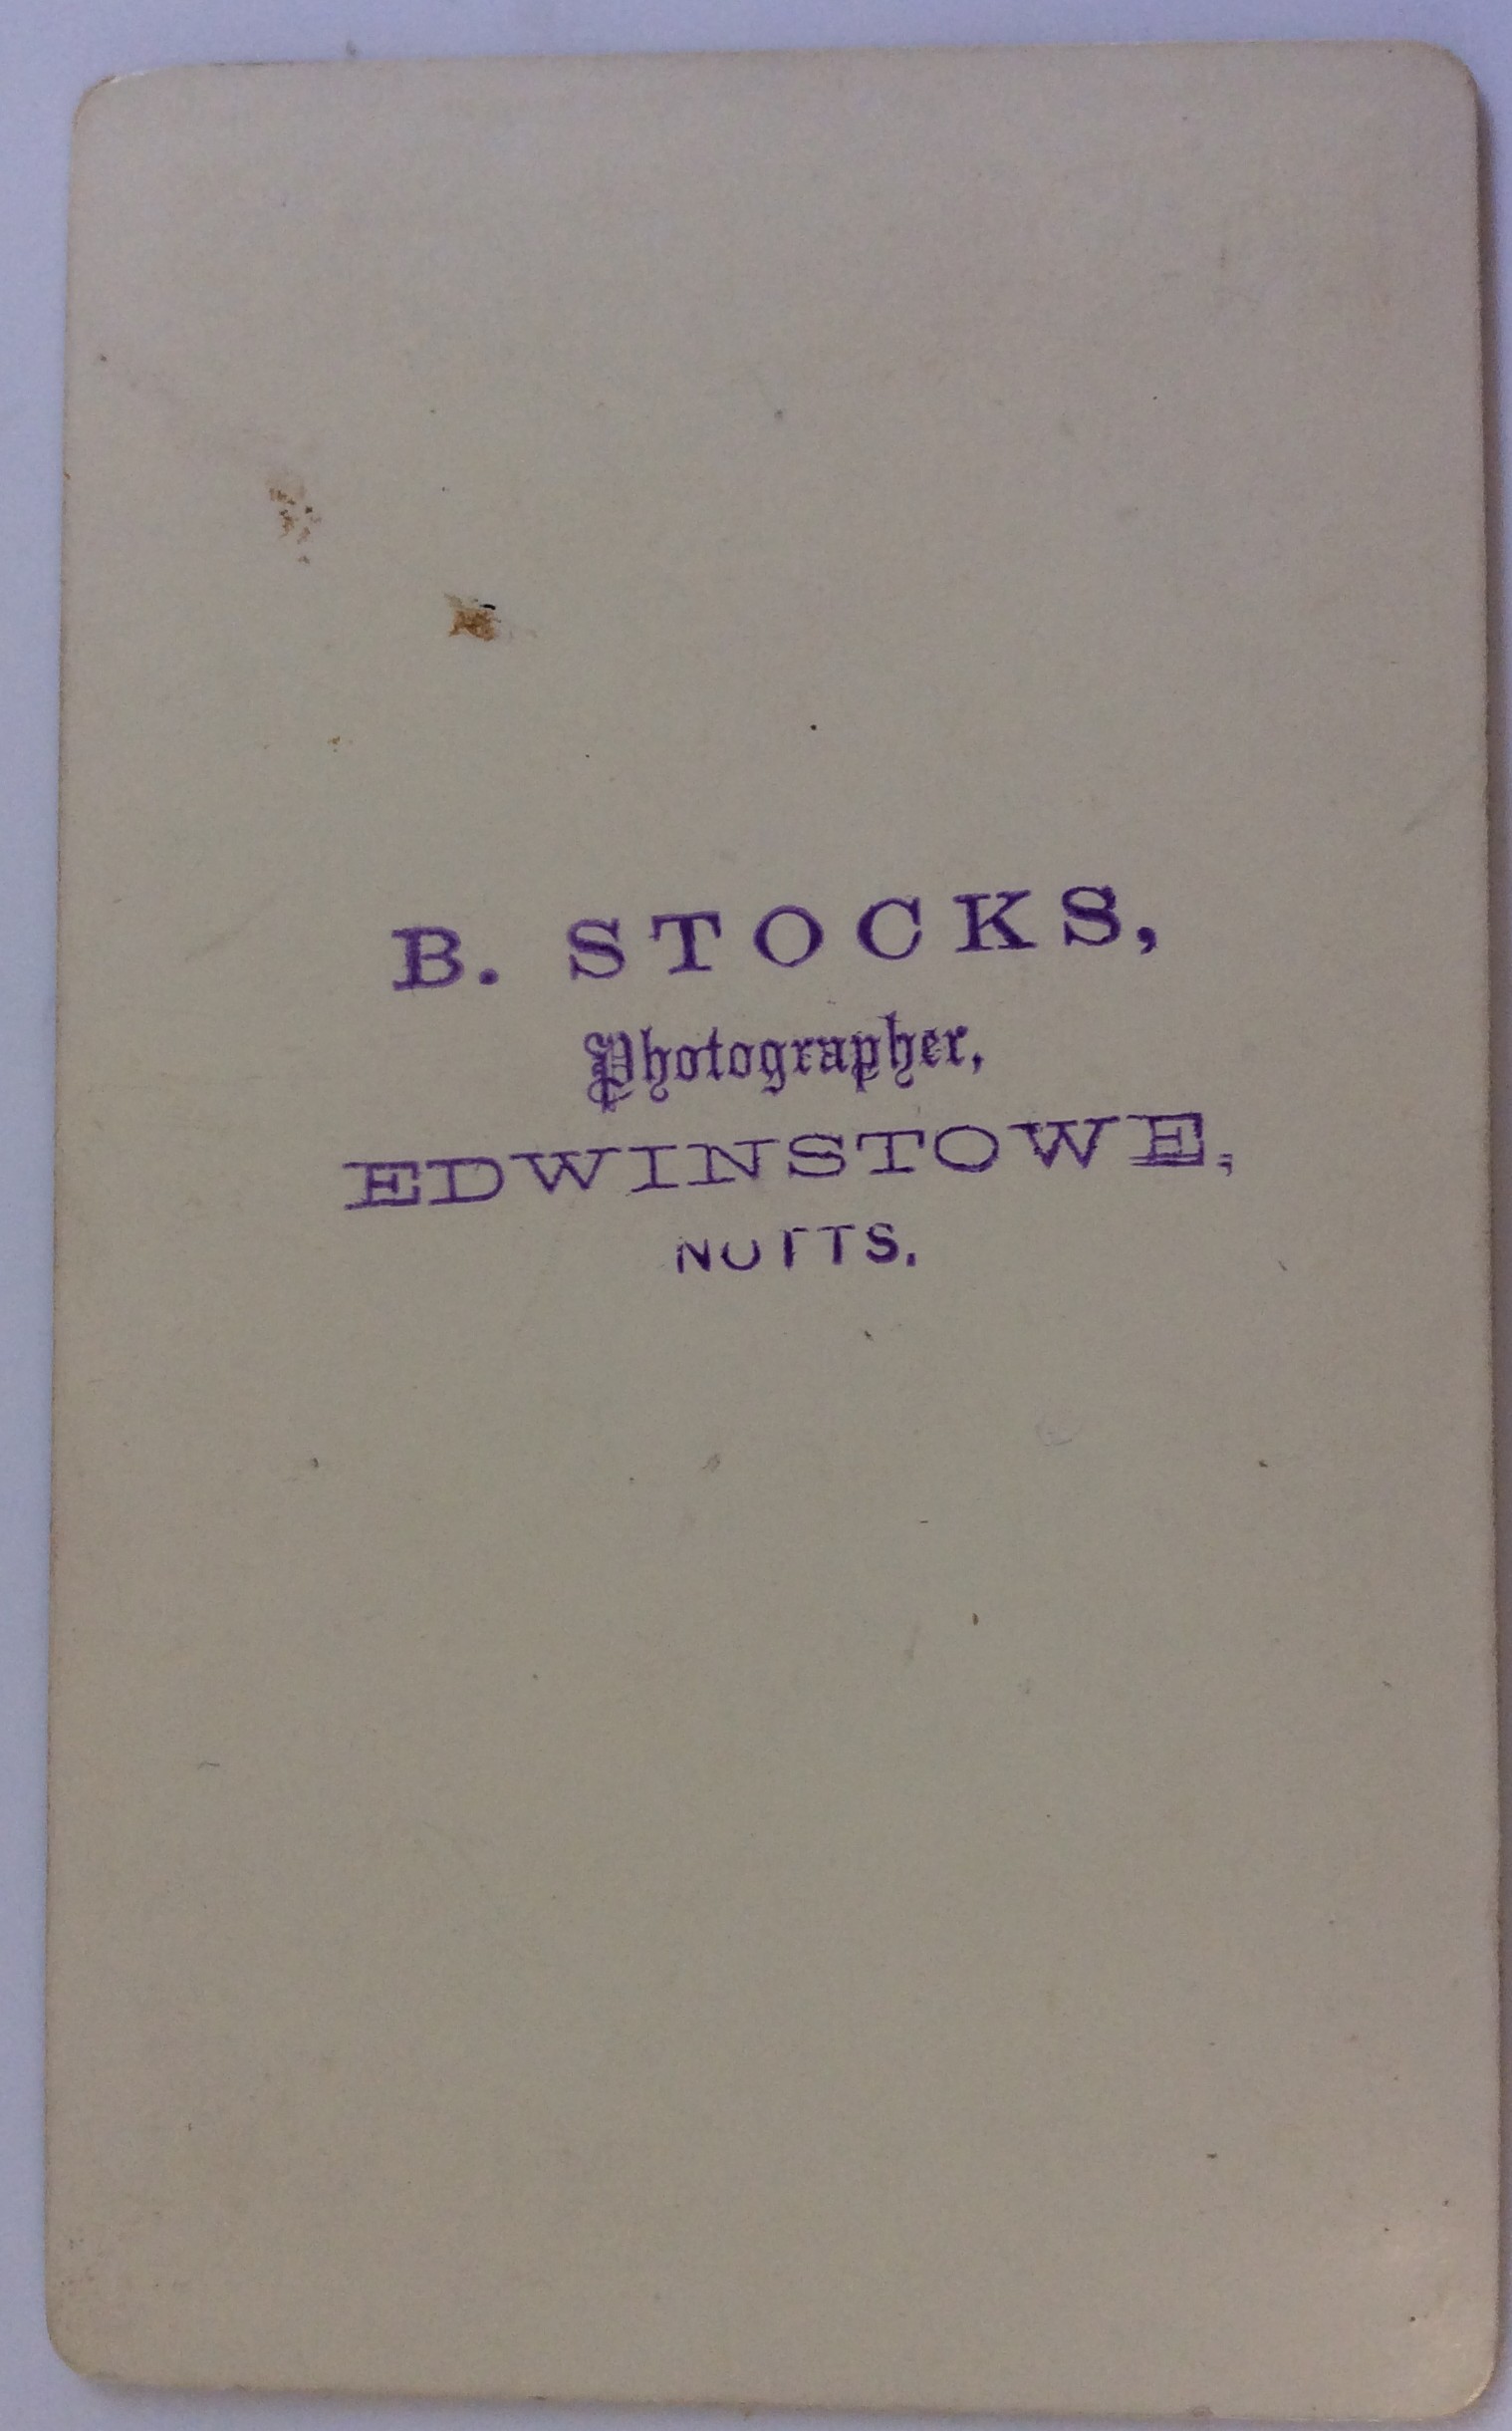 B. STOCKS,
Photographer,
EDWINSTOWE,
NOTTS.